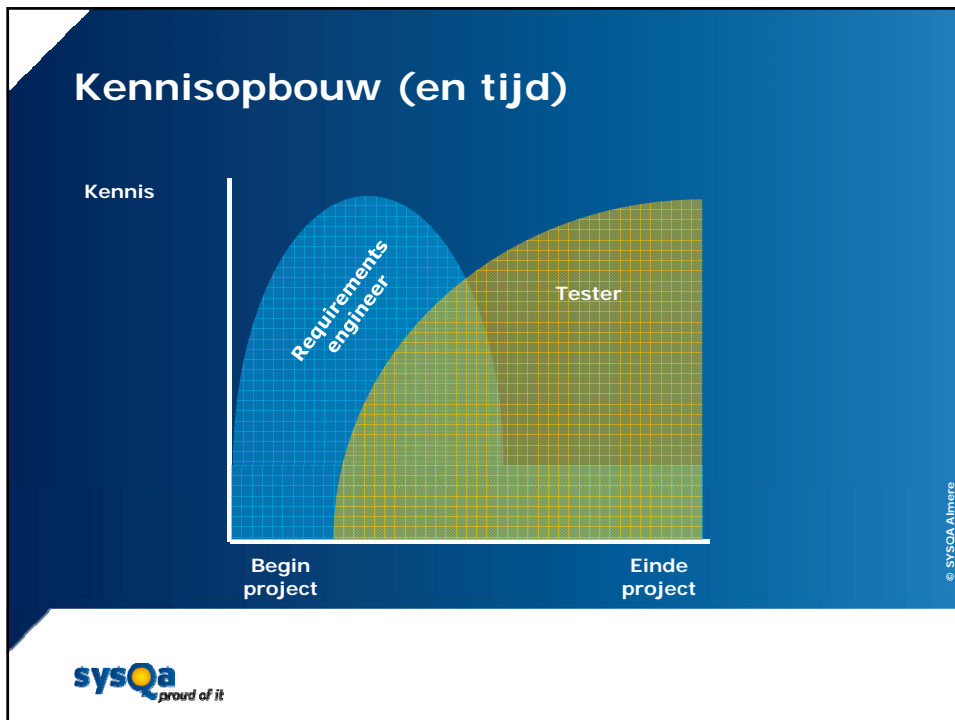 Kennisopbouw (en tijd)
Kennis
Requirements
engineer
Tester
Begin
project
Einde
project
© SYSQA Almere
sysQa
proud of it